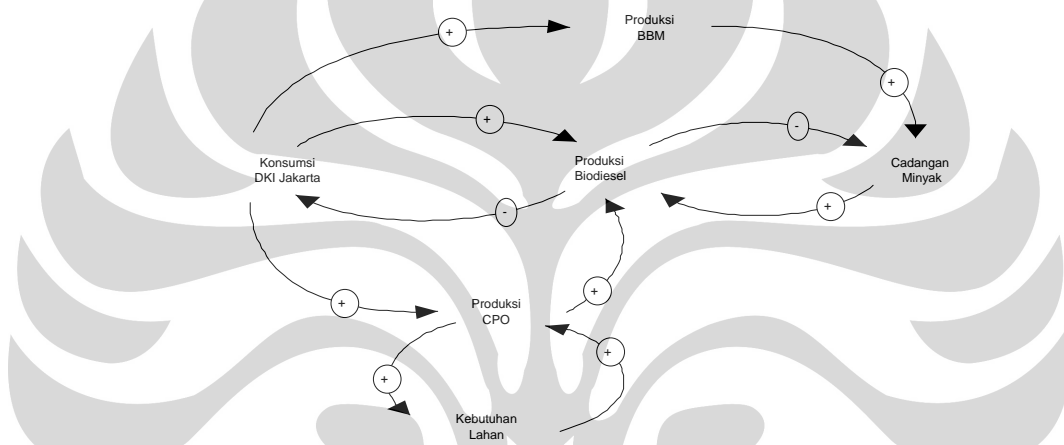 Produksi
BBM
+
+
+
-
Konsumsi
DKI Jakarta
Produksi
Biodiesel
Cadangan
Minyak
-
+
+
+
Produksi
CPO
+
+
Kebutuhan
Lahan